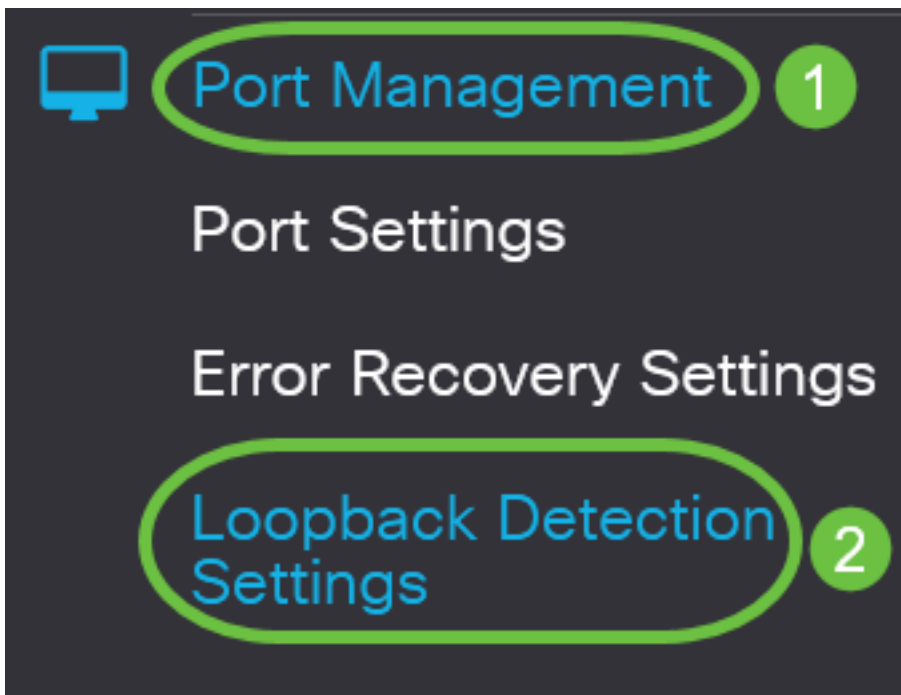 Port Management 1
Port Settings
Error Recovery Settings
Loopback Detection
Settings
2